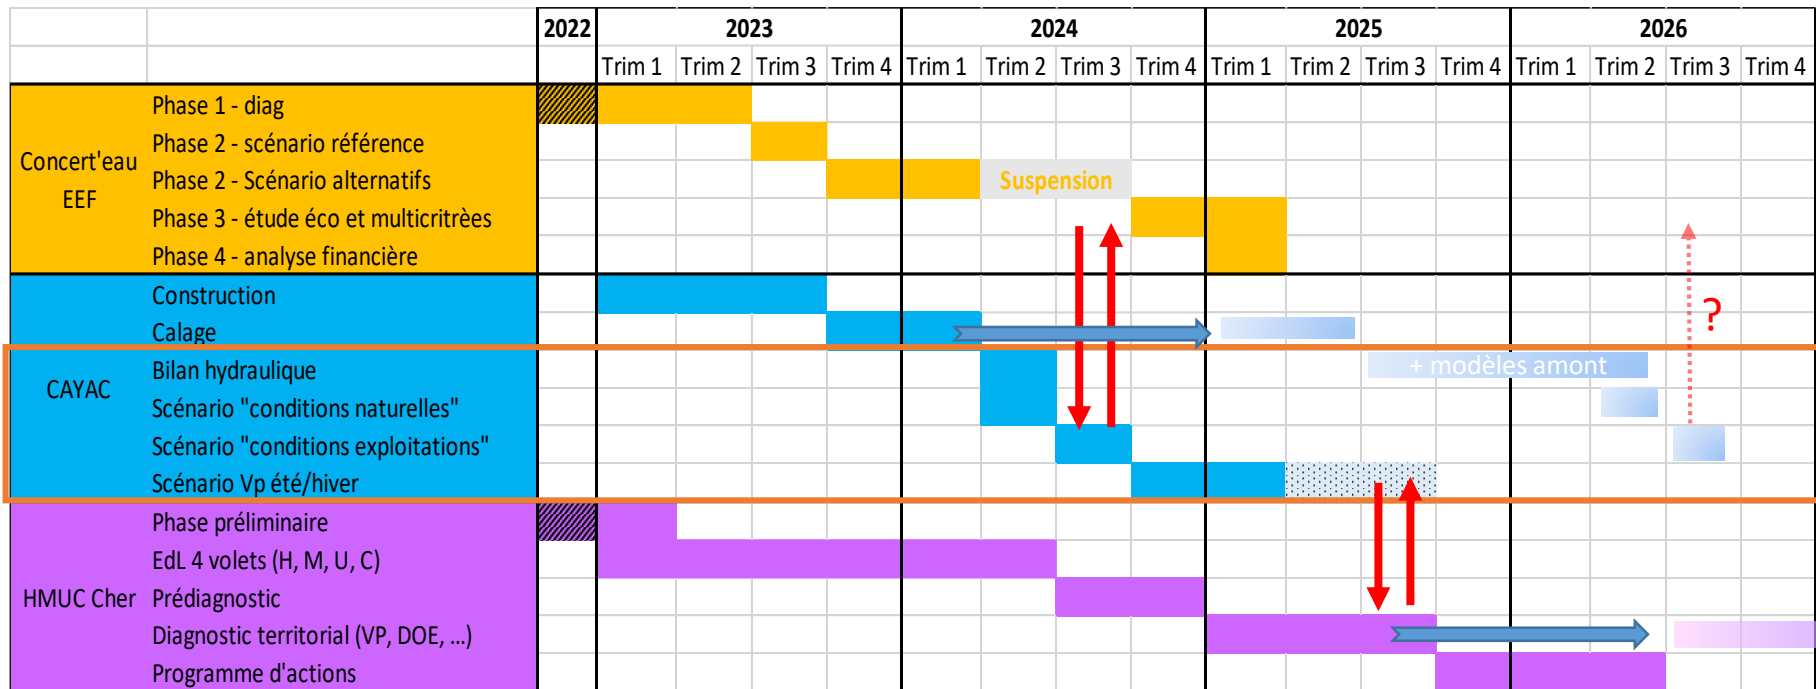 2022 2023 2024 2025 2026
Trim 1 Trim 2 Trim 3 Trim 4 Trim 1 Trim 2 Trim 3 Trim 4 Trim 1 Trim 2 Trim 3 Trim 4 Trim 1 Trim 2 Trim 3 Trim 4
Concert'eau
EEF
Phase 1 - diag
Phase 2 - scénario référence
Phase 2 - Scénario alternatifs
Suspension
Phase 3 - étude éco et multicritrèes
Phase 4 - analyse financière
CAYAC
Construction
Calage
?
Bilan hydraulique
+ modèles amont
Scénario "conditions naturelles"
Scénario "conditions exploitations"
Scénario Vp été/hiver
HMUC Cher
Phase préliminaire
EdL 4 volets (H, M, U, C)
Prédiagnostic
Diagnostic territorial (VP, DOE, ...)
Programme d'actions